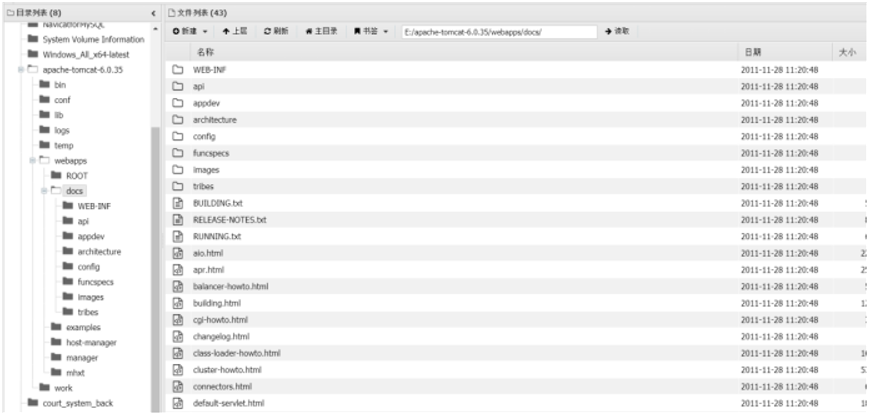 目录列表 (8)
NavicatforMySQL
System Volume Information
Windows_All_x64-latest
apache-tomcat-6.0.35
bin
conf
lib
logs
temp
webapps
ROOT
docs
WEB-INF
api
appdev
architecture
config
funcspecs
images
tribes
examples
host-manager
manager
mhxt
work
court_system_back
文件列表 (43)
新建 上层 刷新 主目录 书签 E:/apache-tomcat-6.0.35/webapps/docs/ 读取
名称 日期 大小
WEB-INF 2011-11-28 11:20:48
api 2011-11-28 11:20:48
appdev 2011-11-28 11:20:48
architecture 2011-11-28 11:20:48
config 2011-11-28 11:20:48
funcspecs 2011-11-28 11:20:48
images 2011-11-28 11:20:48
tribes 2011-11-28 11:20:48
BUILDING.txt 2011-11-28 11:20:48
RELEASE-NOTES.txt 2011-11-28 11:20:48
RUNNING.txt 2011-11-28 11:20:48
aio.html 2011-11-28 11:20:48
apr.html 2011-11-28 11:20:48
balancer-howto.html 2011-11-28 11:20:48
building.html 2011-11-28 11:20:48
cgi-howto.html 2011-11-28 11:20:48
changelog.html 2011-11-28 11:20:48
class-loader-howto.html 2011-11-28 11:20:48
cluster-howto.html 2011-11-28 11:20:48
connectors.html 2011-11-28 11:20:48
default-servlet.html 2011-11-28 11:20:48